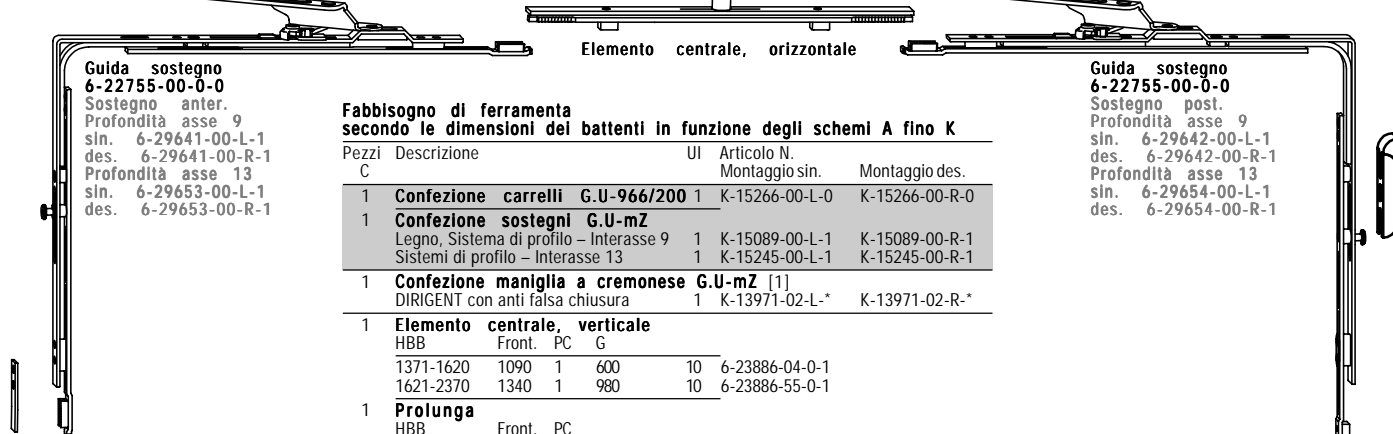 Elemento centrale, orizzontale
Guida sostegno
6-22755-00-0-0
Sostegno anter.
Profondità asse 9
sin. 6-29641-00-L-1
des. 6-29641-00-R-1
Profondità asse 13
sin. 6-29653-00-L-1
des. 6-29653-00-R-1
Guida sostegno
6-22755-00-0-0
Sostegno post.
Profondità asse 9
sin. 6-29642-00-L-1
des. 6-29642-00-R-1
Profondità asse 13
sin. 6-29654-00-L-1
des. 6-29654-00-R-1
Fabbisogno di ferramenta
secondo le dimensioni dei battenti in funzione degli schemi A fino K
Pezzi Descrizione UI Articolo N.
C Montaggio sin. Montaggio des.
1 Confezione carrelli G.U-966/200 1 K-15266-00-L-0 K-15266-00-R-0
1 Confezione sostegni G.U-mZ
Legno, Sistema di profilo – Interasse 9 1 K-15089-00-L-1 K-15089-00-R-1
Sistemi di profilo – Interasse 13 1 K-15245-00-L-1 K-15245-00-R-1
1 Confezione maniglia a cremonese G.U-mZ [1]
DIRIGENT con anti falsa chiusura 1 K-13971-02-L-* K-13971-02-R-*
1 Elemento centrale, verticale
HBB Front. PC G
1371-1620 1090 1 600 10 6-23886-04-0-1
1621-2370 1340 1 980 10 6-23886-55-0-1
1 Prolunga
HBB Front. PC